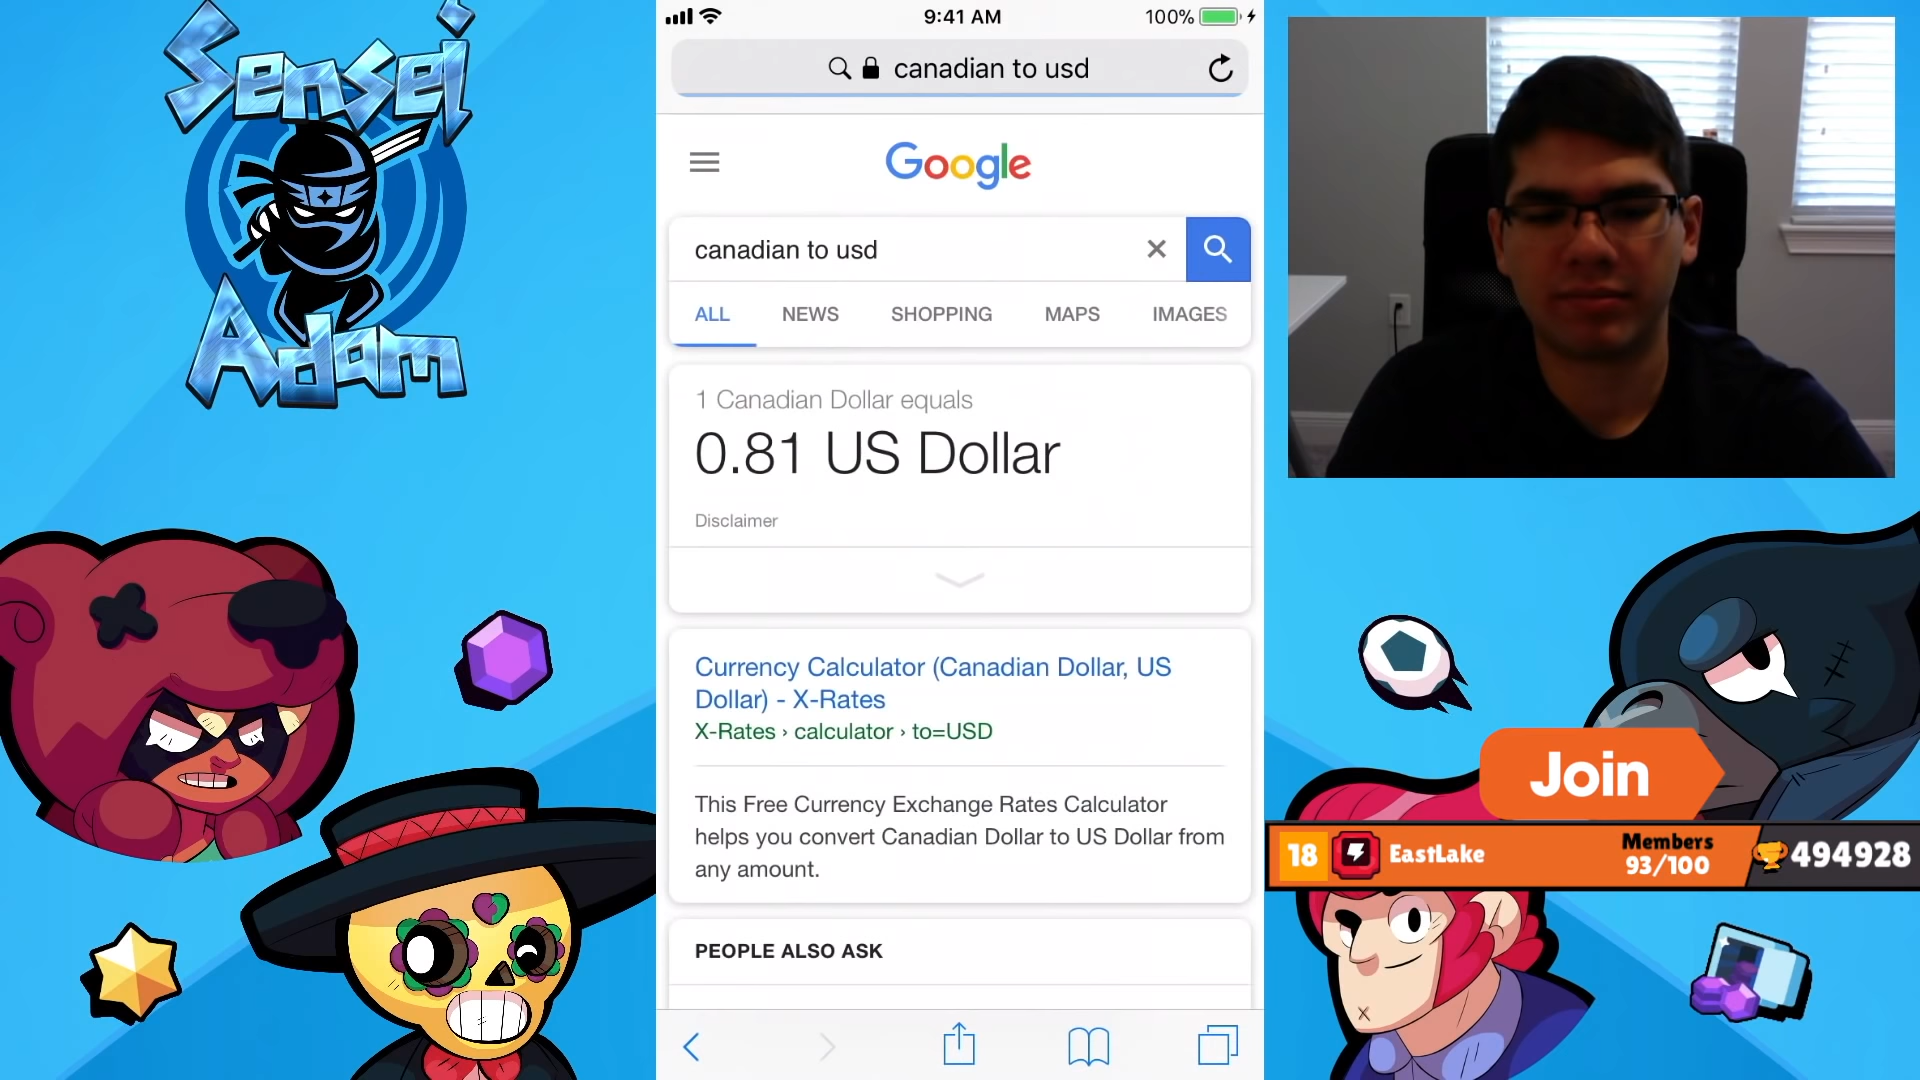 Sensei
Adam
9:41 AM
100%
canadian to usd
Google
canadian to usd
ALL NEWS SHOPPING MAPS IMAGES
1 Canadian Dollar equals
0.81 US Dollar
Disclaimer
Currency Calculator (Canadian Dollar, US
Dollar) - X-Rates
X-Rates › calculator › to=USD
This Free Currency Exchange Rates Calculator
helps you convert Canadian Dollar to US Dollar from
any amount.
PEOPLE ALSO ASK
Join
18 EastLake
Members
93/100
494928